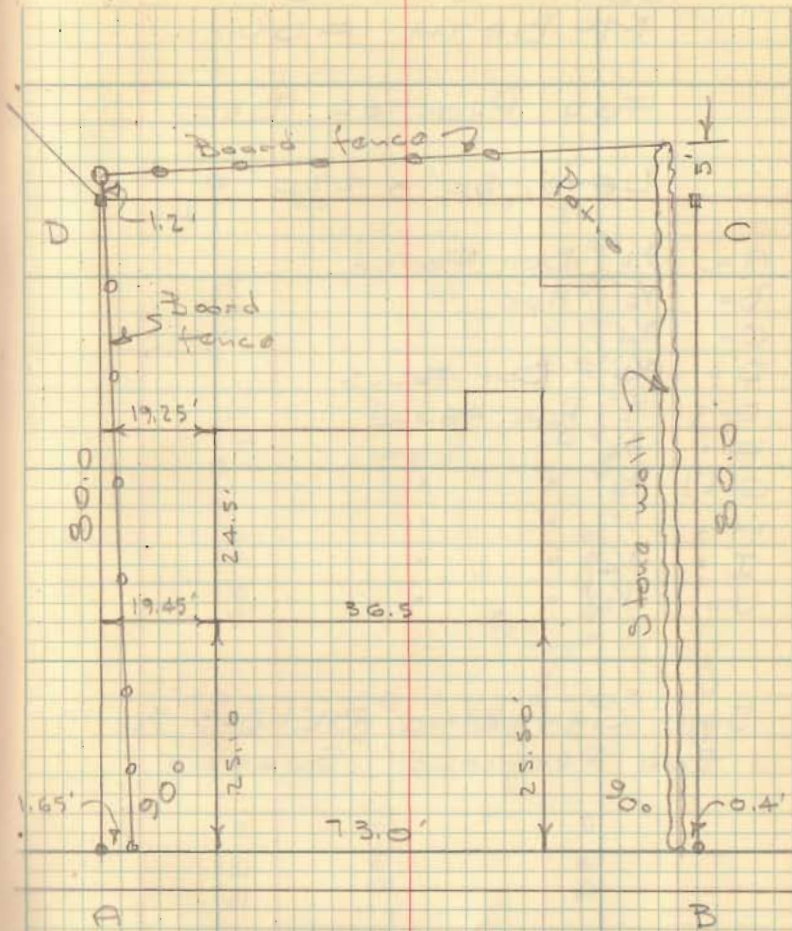 Board fence
5'
Patio
1.2'
D
C
Board
fence
19.25'
80.0
24.5'
Stone wall
80.0
19.45'
36.5
25.10
25.50'
90°
90°
1.65'
73.0'
0.4'
A
B